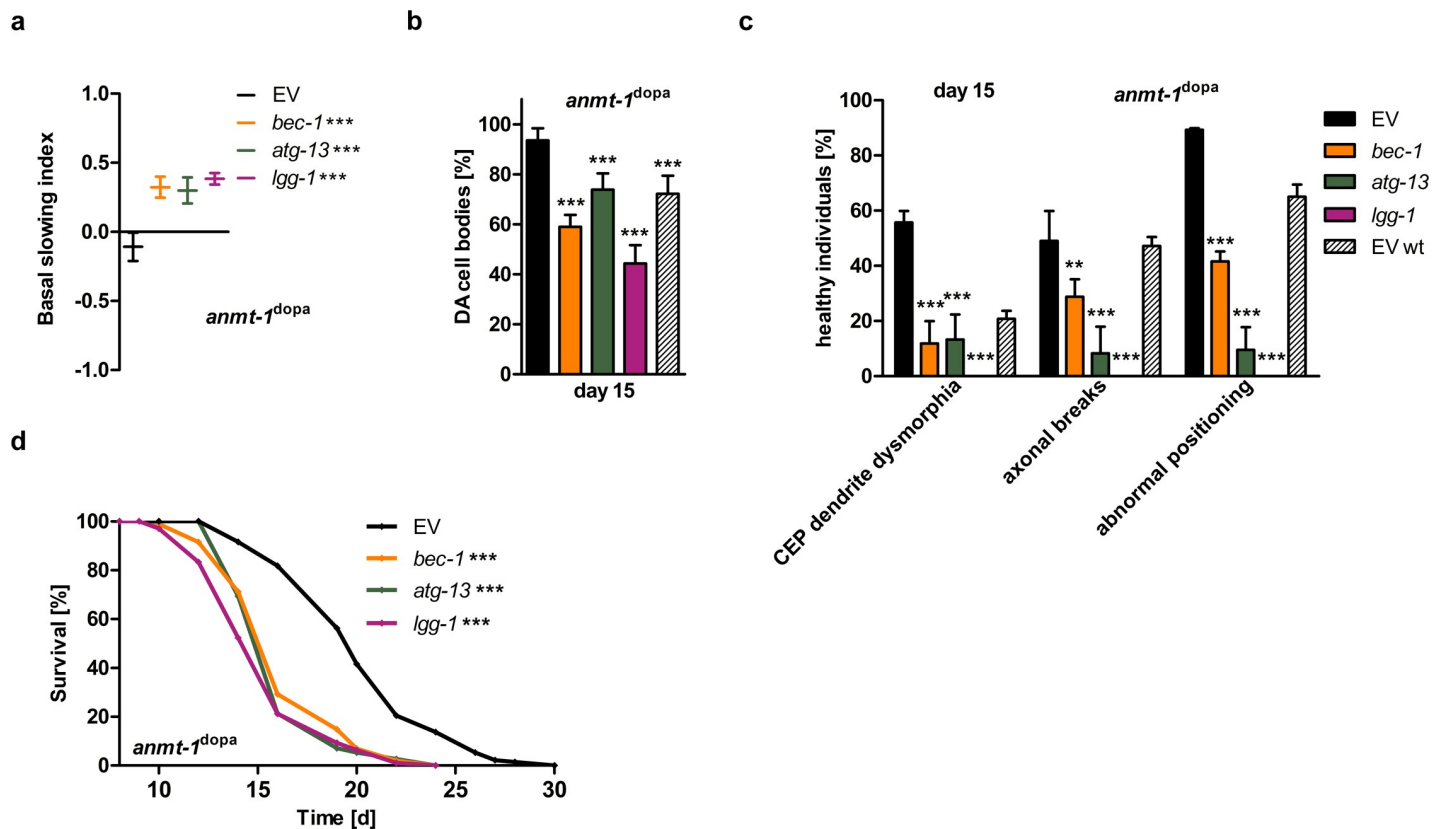 a
Basal slowing index
1.0
0.5
0.0
-0.5
-1.0
EV
bec-1 ***
atg-13 ***
lgg-1 ***
anmt-1dopa
b
anmt-1dopa
DA cell bodies [%]
100
80
60
40
20
0
***
***
***
***
day 15
c
day 15
anmt-1dopa
healthy individuals [%]
100
80
60
40
20
0
*** *** ***
** *** ***
*** *** ***
CEP dendrite dysmorphia
axonal breaks
abnormal positioning
EV
bec-1
atg-13
lgg-1
EV wt
d
Survival [%]
100
80
60
40
20
0
EV
bec-1 ***
atg-13 ***
lgg-1 ***
anmt-1dopa
10 15 20 25 30
Time [d]